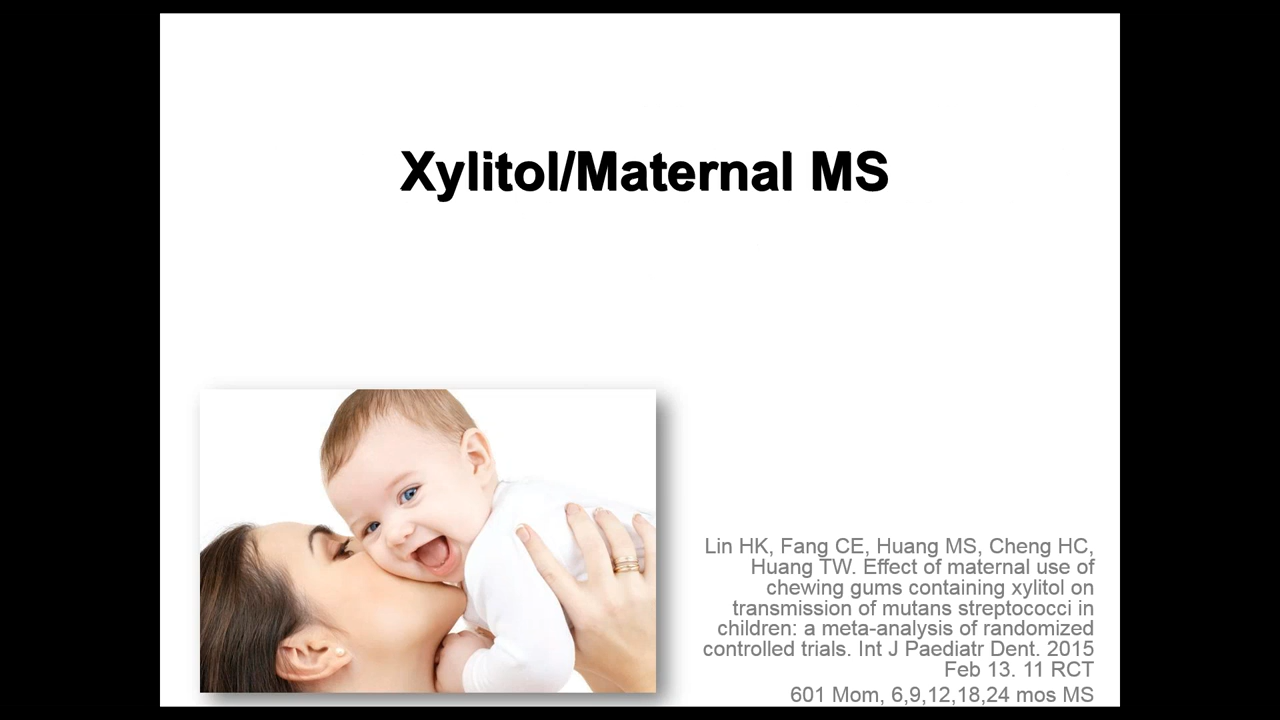 Xylitol/Maternal MS
Lin HK, Fang CE, Huang MS, Cheng HC,
Huang TW. Effect of maternal use of
chewing gums containing xylitol on
transmission of mutans streptococci in
children: a meta-analysis of randomized
controlled trials. Int J Paediatr Dent. 2015
Feb 13. 11 RCT
601 Mom, 6,9,12,18,24 mos MS